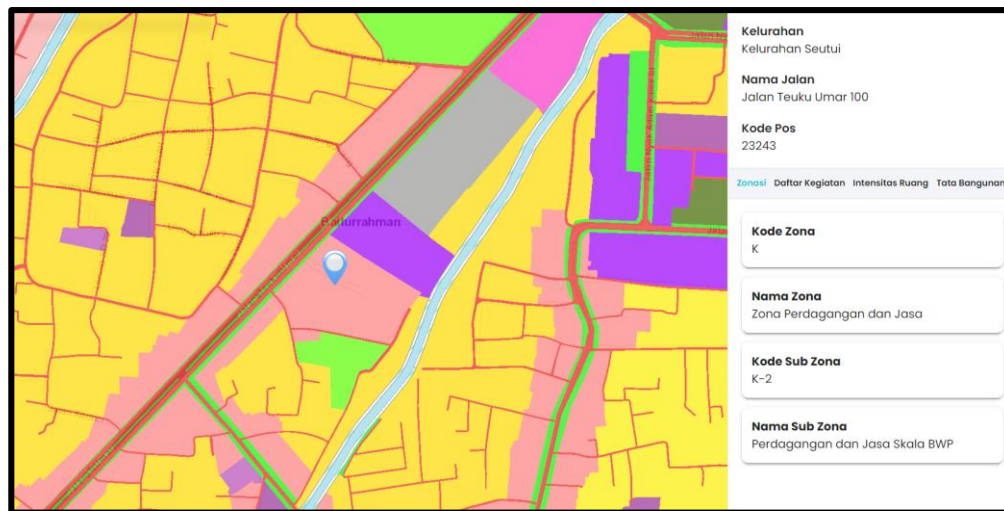 Kelurahan
Kelurahan Seutui
Nama Jalan
Jalan Teuku Umar 100
Kode Pos
23243
Zonasi Daftar Kegiatan Intensitas Ruang Tata Bangunan
Kode Zona
K
Nama Zona
Zona Perdagangan dan Jasa
Kode Sub Zona
K-2
Nama Sub Zona
Perdagangan dan Jasa Skala BWP